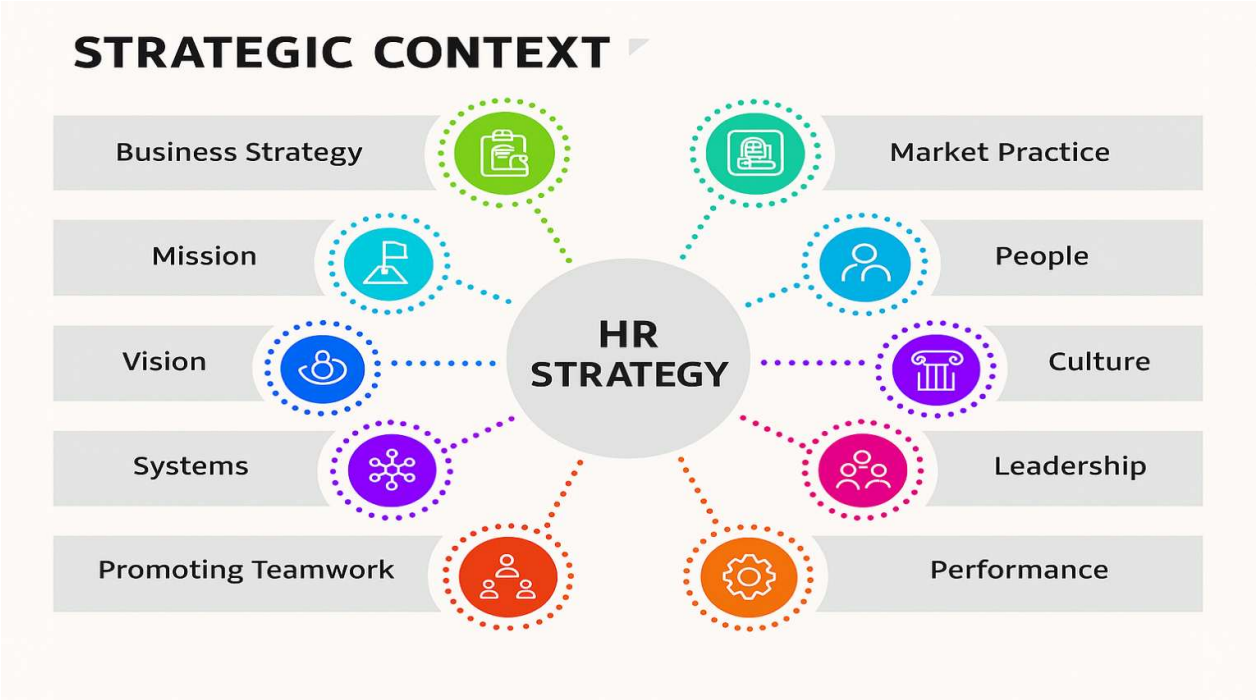 STRATEGIC CONTEXT
Business Strategy
Market Practice
Mission
People
HR
STRATEGY
Vision
Culture
Systems
Leadership
Promoting Teamwork
Performance